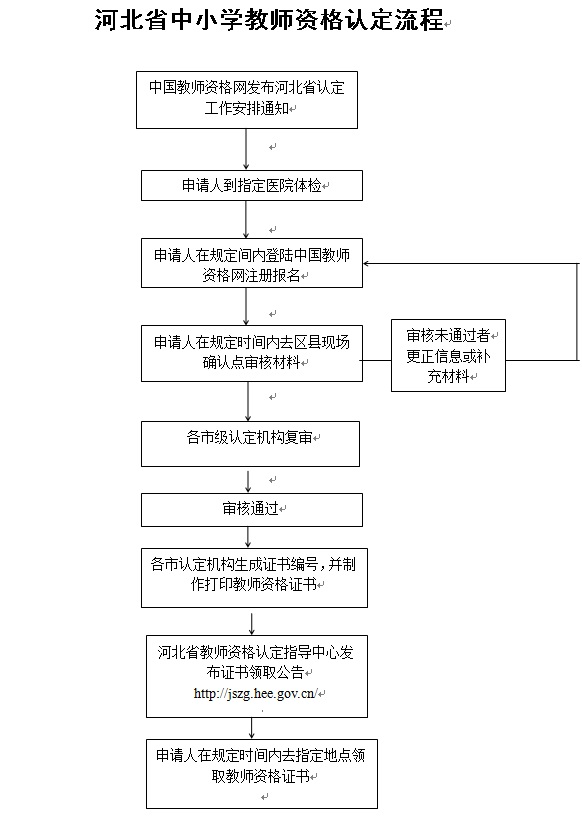 河北省中小学教师资格认定流程
中国教师资格网发布河北省认定
工作安排通知
申请人到指定医院体检
申请人在规定间内登陆中国教师
资格网注册报名
申请人在规定时间内去区县现场
确认点审核材料
审核未通过者
更正信息或补
充材料
各市级认定机构复审
审核通过
各市认定机构生成证书编号,并制
作打印教师资格证书
河北省教师资格认定指导中心发
布证书领取公告
http://jszg.hee.gov.cn/
申请人在规定时间内去指定地点领
取教师资格证书